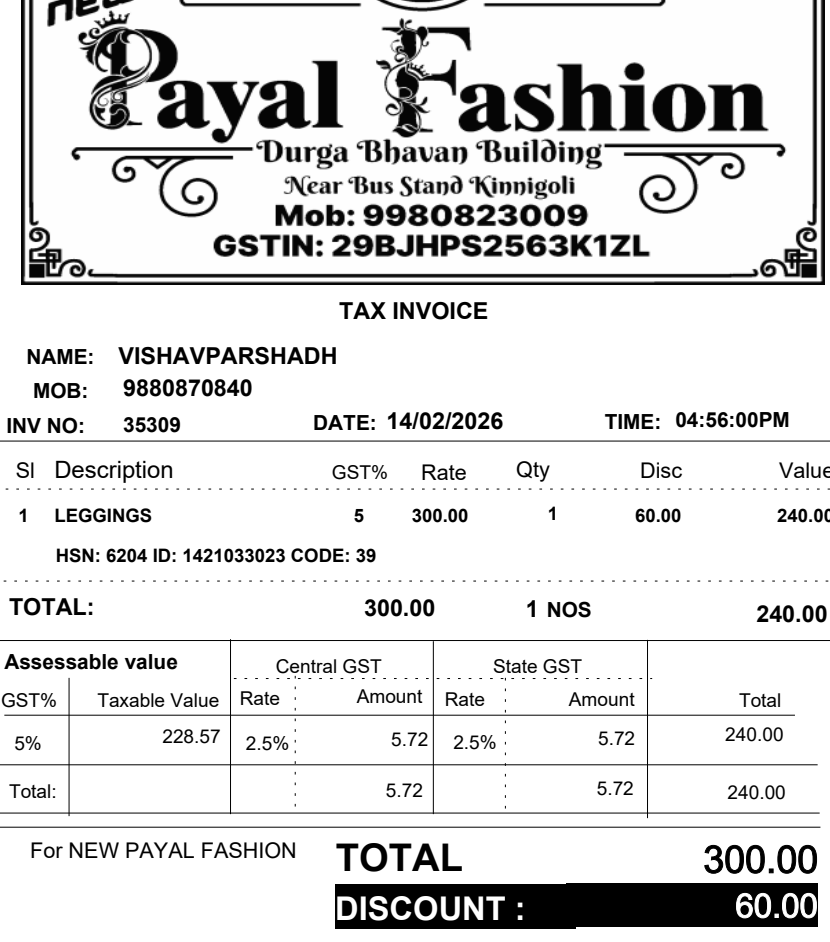 new
Payal Fashion
Durga Bhavan Building
Near Bus Stand Kinnigoli
Mob: 9980823009
GSTIN: 29BJHPS2563K1ZL
TAX INVOICE
NAME: VISHAVPARSHADH
MOB: 9880870840
INV NO: 35309 DATE: 14/02/2026 TIME: 04:56:00PM
Sl Description GST% Rate Qty Disc Value
1 LEGGINGS 5 300.00 1 60.00 240.00
HSN: 6204 ID: 1421033023 CODE: 39
TOTAL: 300.00 1 NOS 240.00
Assessable value Central GST State GST
GST% Taxable Value Rate Amount Rate Amount Total
5% 228.57 2.5% 5.72 2.5% 5.72 240.00
Total: 5.72 5.72 240.00
For NEW PAYAL FASHION TOTAL 300.00
DISCOUNT : 60.00